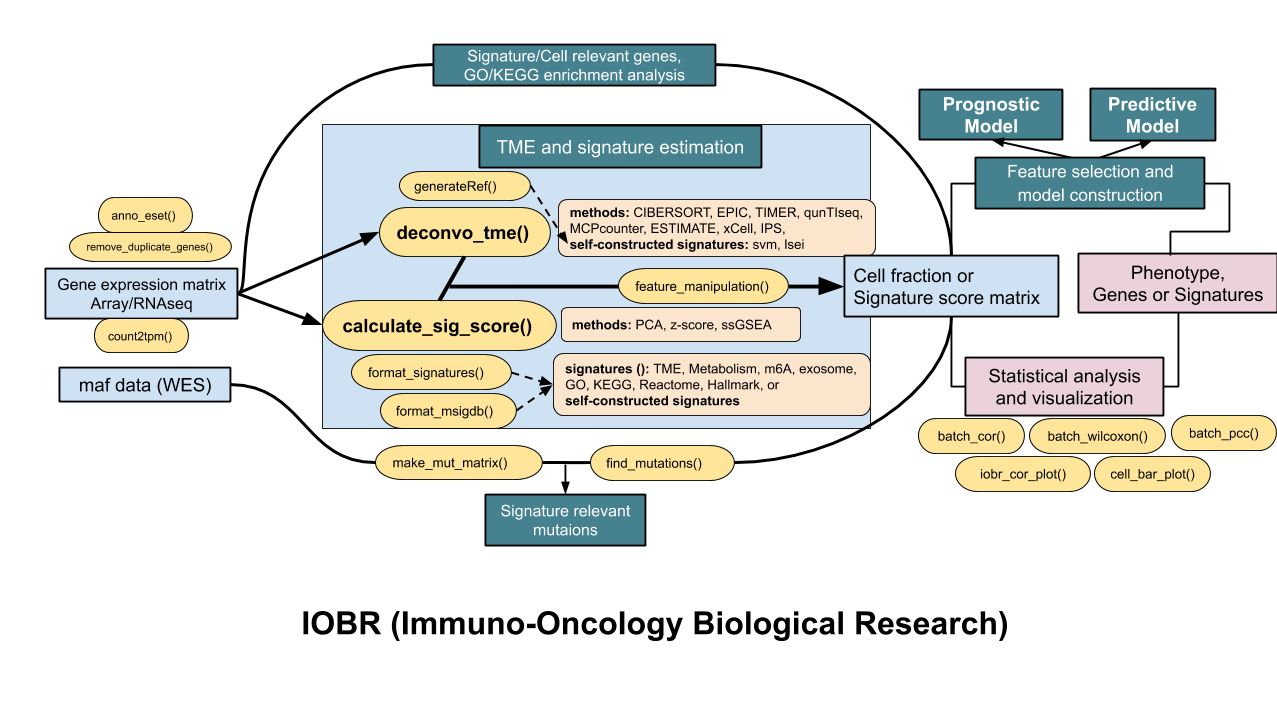 Signature/Cell relevant genes,
GO/KEGG enrichment analysis
Prognostic
Model
Predictive
Model
TME and signature estimation
Feature selection and
model construction
generateRef()
anno_eset()
remove_duplicate_genes()
deconvo_tme()
methods: CIBERSORT, EPIC, TIMER, qunTIseq,
MCPcounter, ESTIMATE, xCell, IPS,
self-constructed signatures: svm, lsei
Gene expression matrix
Array/RNAseq
feature_manipulation()
Cell fraction or
Signature score matrix
Phenotype,
Genes or Signatures
count2tpm()
calculate_sig_score()
methods: PCA, z-score, ssGSEA
maf data (WES)
format_signatures()
format_msigdb()
signatures (): TME, Metabolism, m6A, exosome,
GO, KEGG, Reactome, Hallmark, or
self-constructed signatures
Statistical analysis
and visualization
batch_cor()
batch_wilcoxon()
batch_pcc()
iobr_cor_plot()
cell_bar_plot()
make_mut_matrix()
find_mutations()
Signature relevant
mutaions
IOBR (Immuno-Oncology Biological Research)